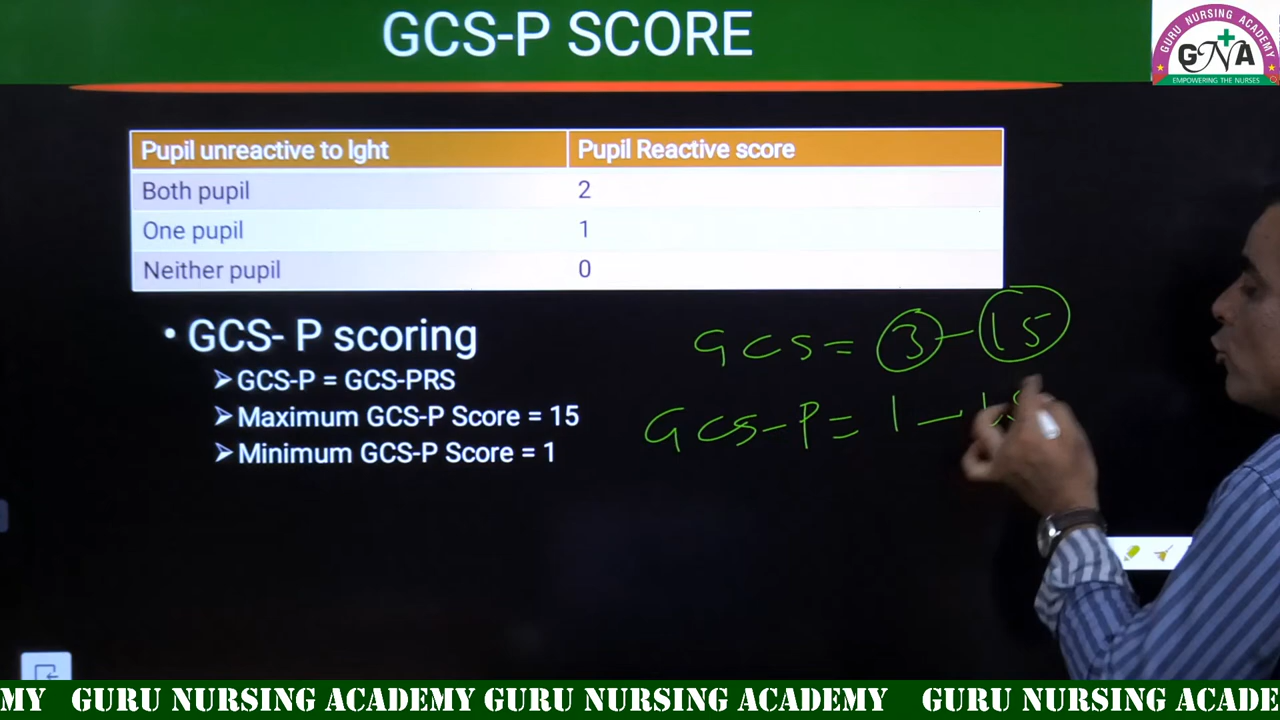 GCS-P SCORE
GURU NURSING ACADEMY
GNA
EMPOWERING THE NURSES
Pupil unreactive to lght Pupil Reactive score
Both pupil 2
One pupil 1
Neither pupil 0
• GCS- P scoring
➤GCS-P = GCS-PRS
➤Maximum GCS-P Score = 15
➤Minimum GCS-P Score = 1
GCS = 3 - 15
GCS-P = 1 -
MY GURU NURSING ACADEMY GURU NURSING ACADEMY GURU NURSING ACADE